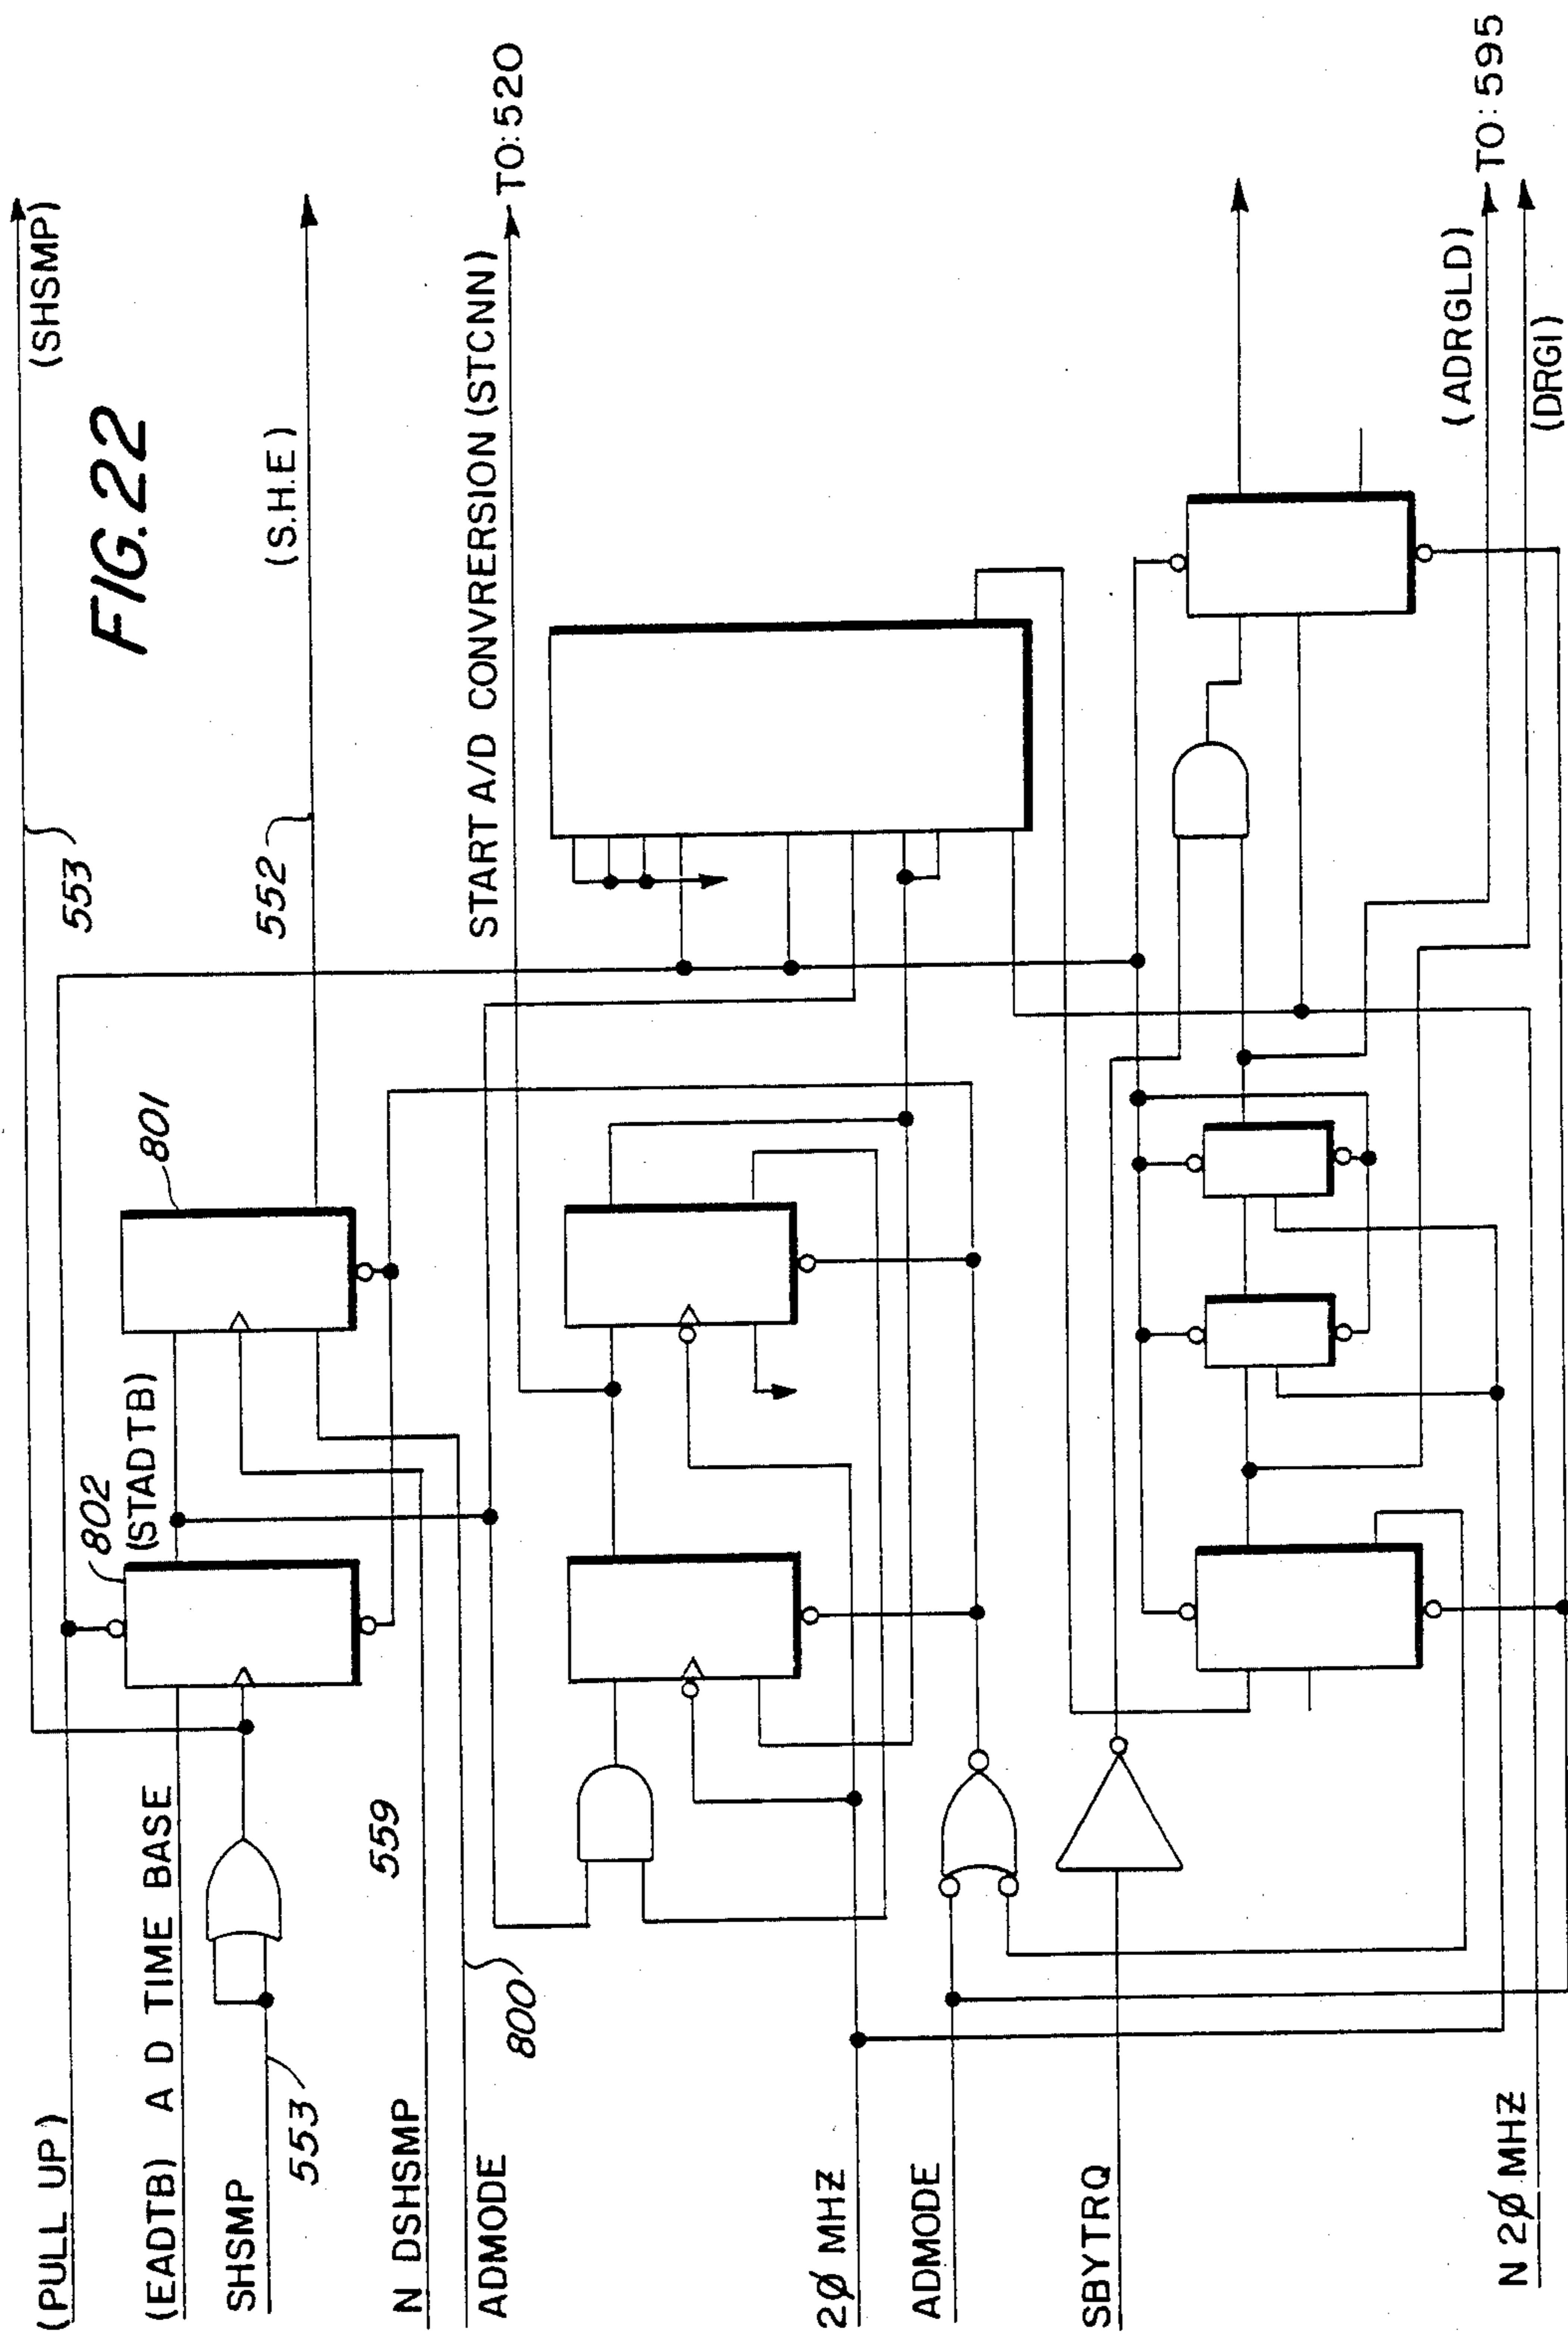 FIG. 22
(PULL UP)
(EADTB) A D TIME BASE
SHSMP
553
N DSHSMP
559
ADMODE
800
802
(STADTB)
801
553
(SHSMP)
552
(S.H.E)
START A/D CONVRERSION (STCNN)
TO:520
2Ø MHZ
ADMODE
SBYTRQ
N 2Ø MHZ
(ADRGLD)
TO:595
(DRGI)